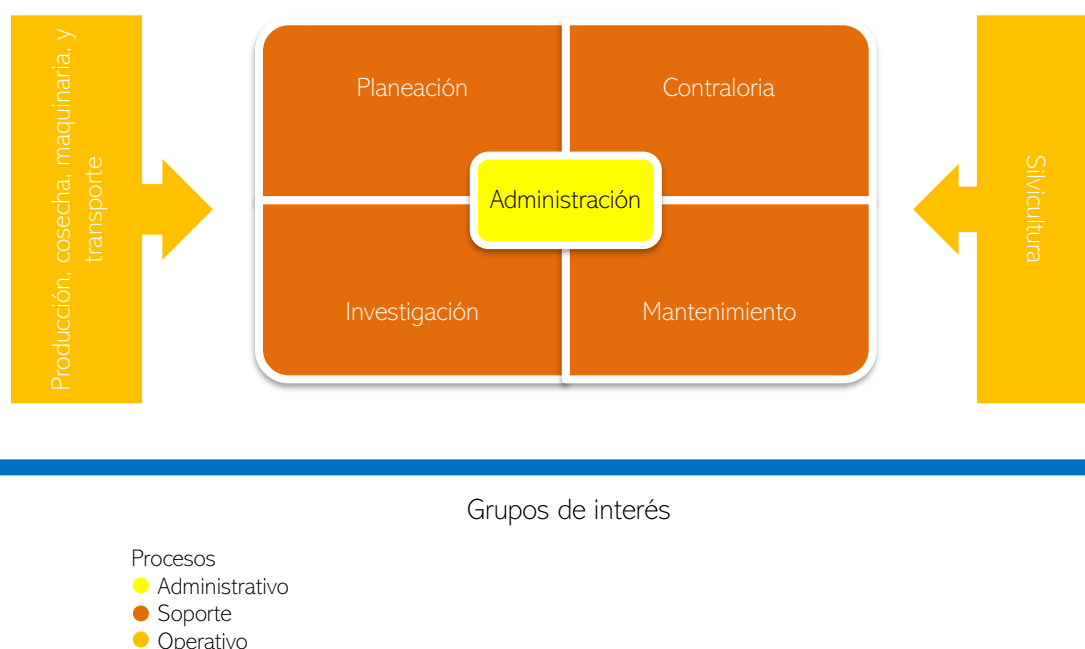 Producción, cosecha, maquinaria, y
transporte
Planeación
Contraloria
Administración
Investigación
Mantenimiento
Silvicultura
Grupos de interés
Procesos
Administrativo
Soporte
Operativo